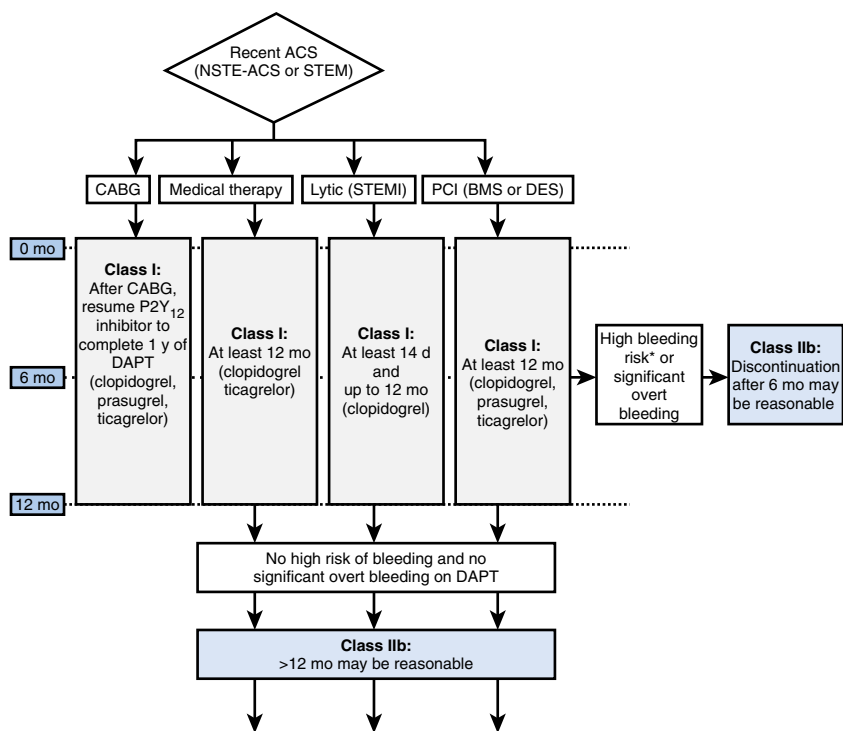 Recent ACS
(NSTE-ACS or STEM)
CABG
Medical therapy
Lytic (STEMI)
PCI (BMS or DES)
0 mo
Class I:
After CABG,
resume P2Y₁₂
inhibitor to
complete 1 y of
DAPT
(clopidogrel,
prasugrel,
ticagrelor)
Class I:
At least 12 mo
(clopidogrel
ticagrelor)
Class I:
At least 14 d
and
up to 12 mo
(clopidogrel)
Class I:
At least 12 mo
(clopidogrel,
prasugrel,
ticagrelor)
High bleeding
risk* or
significant
overt
bleeding
Class IIb:
Discontinuation
after 6 mo may
be reasonable
6 mo
12 mo
No high risk of bleeding and no
significant overt bleeding on DAPT
Class IIb:
>12 mo may be reasonable